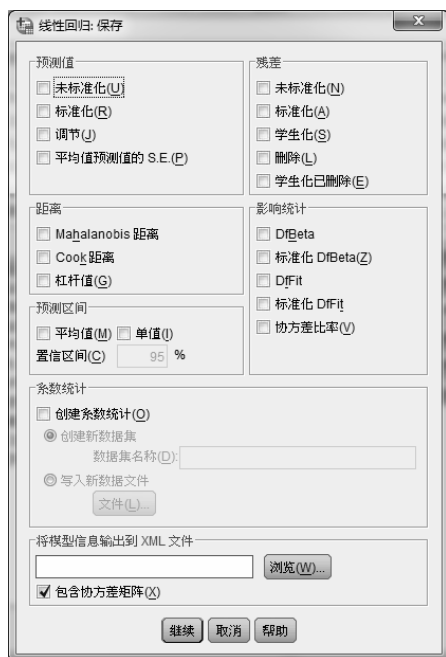 线性回归: 保存
预测值
未标准化(U)
标准化(R)
调节(J)
平均值预测值的 S.E.(P)
残差
未标准化(N)
标准化(A)
学生化(S)
删除(L)
学生化已删除(E)
距离
Mahalanobis 距离
Cook 距离
杠杆值(G)
影响统计
DfBeta
标准化 DfBeta(Z)
DfFit
标准化 DfFit
协方差比率(V)
预测区间
平均值(M) 单值(I)
置信区间(C) 95 %
系数统计
创建系数统计(O)
创建新数据集
数据集名称(D):
写入新数据文件
文件(L)...
将模型信息输出到 XML 文件
浏览(W)...
包含协方差矩阵(X)
继续 取消 帮助